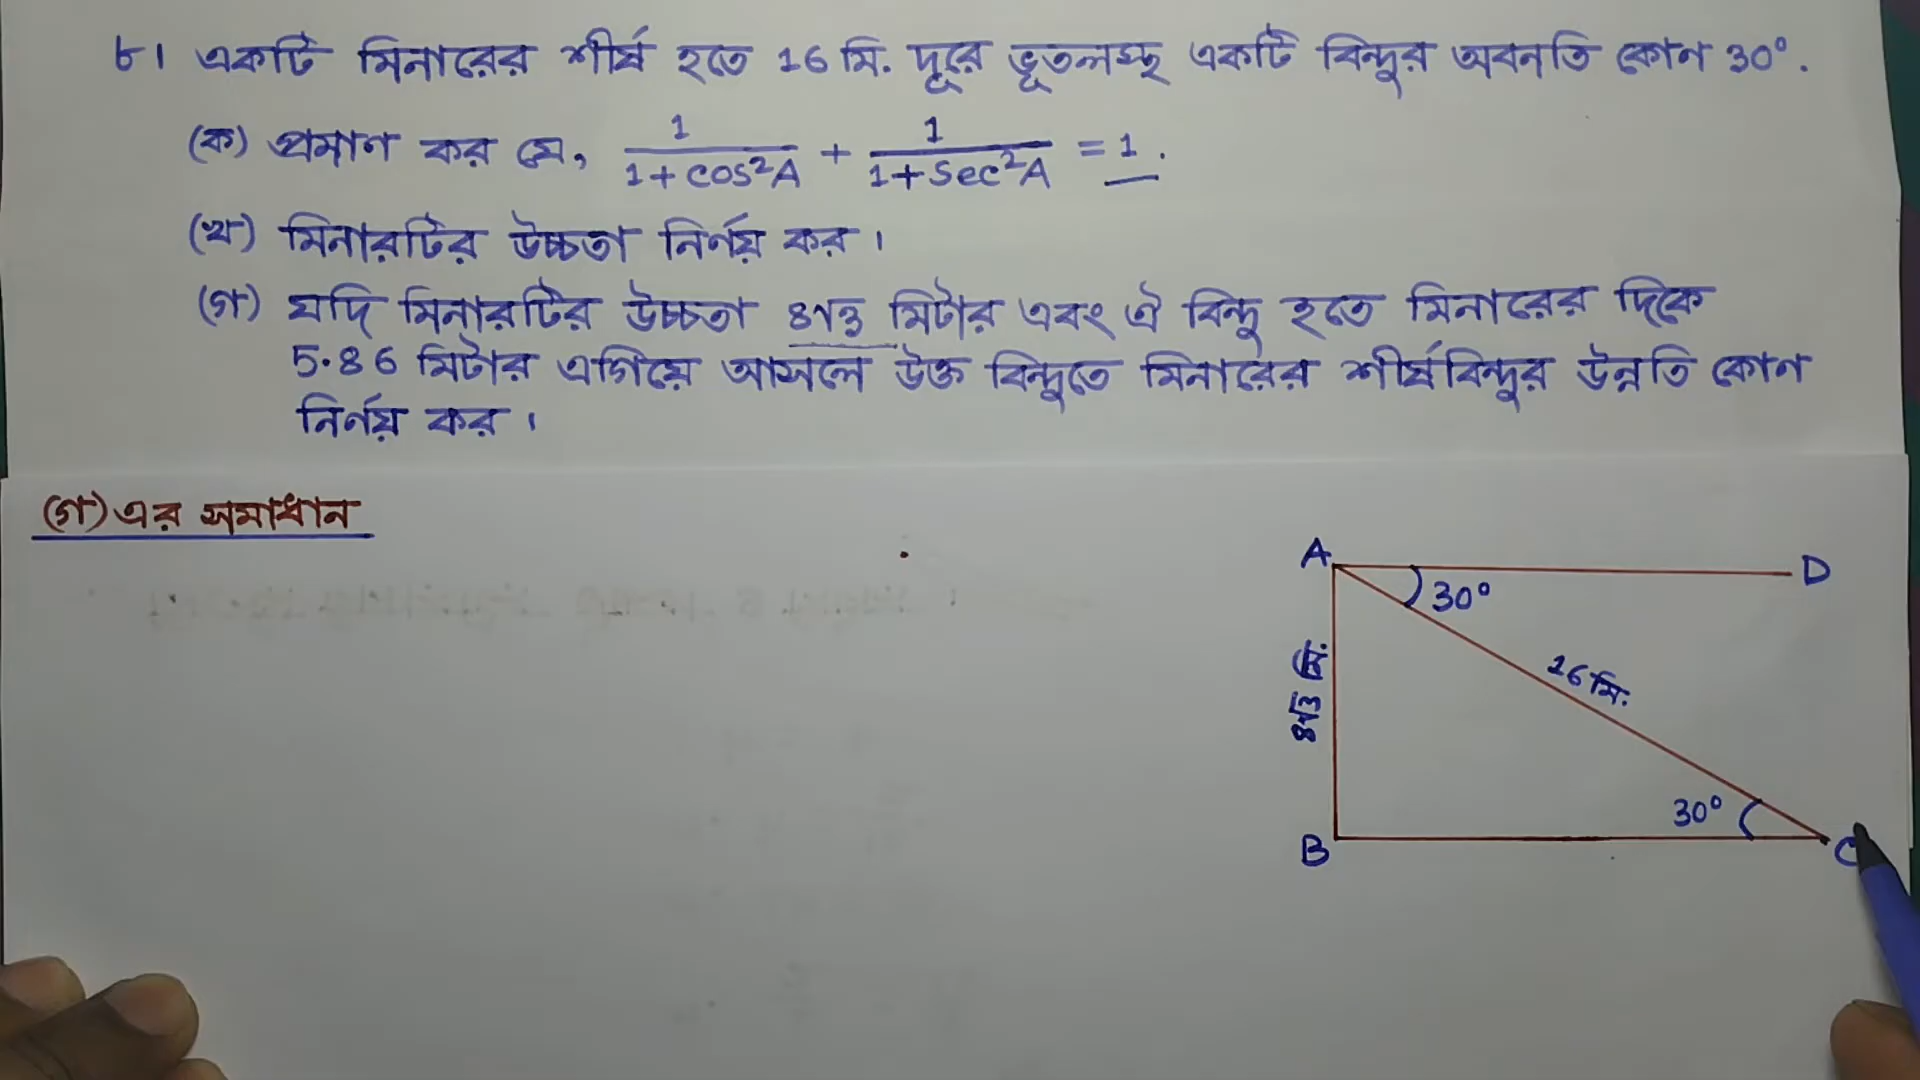 ৮। একটি মিনারের শীর্ষ হতে 16 মি. দূরে ভূতলস্থ একটি বিন্দুর অবনতি কোণ 30°.
(ক) প্রমাণ কর যে, 1/(1+cos²A) + 1/(1+Sec²A) = 1.
(খ) মিনারটির উচ্চতা নির্ণয় কর।
(গ) যদি মিনারটির উচ্চতা 8√3 মিটার এবং ঐ বিন্দু হতে মিনারের দিকে
5.86 মিটার এগিয়ে আসলে উক্ত বিন্দুতে মিনারের শীর্ষবিন্দুর উন্নতি কোণ
নির্ণয় কর।
(গ) এর সমাধান
A
D
30°
16 মি.
8√3 মি.
30°
B
C